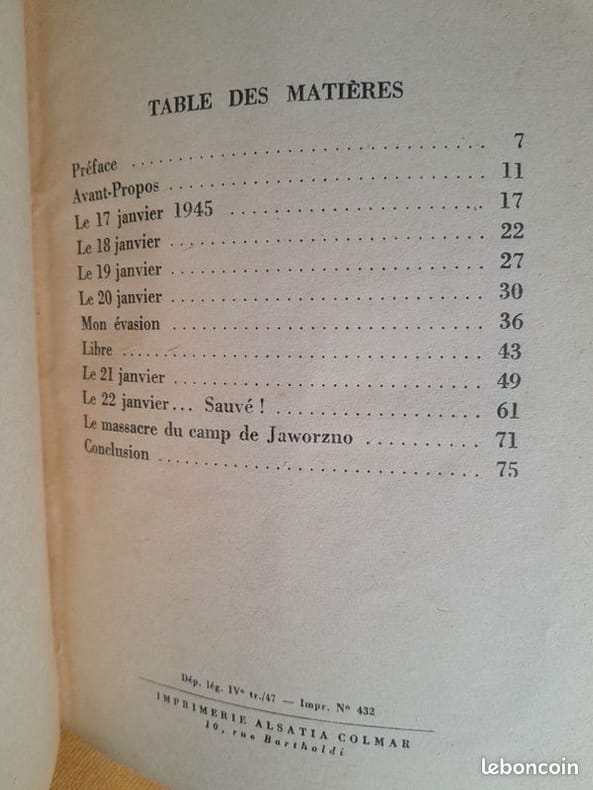 TABLE DES MATIÈRES
Préface . . . . . . . . . . . . . . . . . . . . . . . . . 7
Avant-Propos . . . . . . . . . . . . . . . . . . . . . . 11
Le 17 janvier 1945 . . . . . . . . . . . . . . . . . . 17
Le 18 janvier . . . . . . . . . . . . . . . . . . . . . . 22
Le 19 janvier . . . . . . . . . . . . . . . . . . . . . . 27
Le 20 janvier . . . . . . . . . . . . . . . . . . . . . . 30
Mon évasion . . . . . . . . . . . . . . . . . . . . . . 36
Libre . . . . . . . . . . . . . . . . . . . . . . . . . . 43
Le 21 janvier . . . . . . . . . . . . . . . . . . . . . . 49
Le 22 janvier... Sauvé ! . . . . . . . . . . . . . . . 61
Le massacre du camp de Jaworzno . . . . . . . . . 71
Conclusion . . . . . . . . . . . . . . . . . . . . . . . 75
Dép. lég. IVe tr./47 — Impr. No 432
IMPRIMERIE ALSATIA COLMAR
10, rue Bartholdi
leboncoin